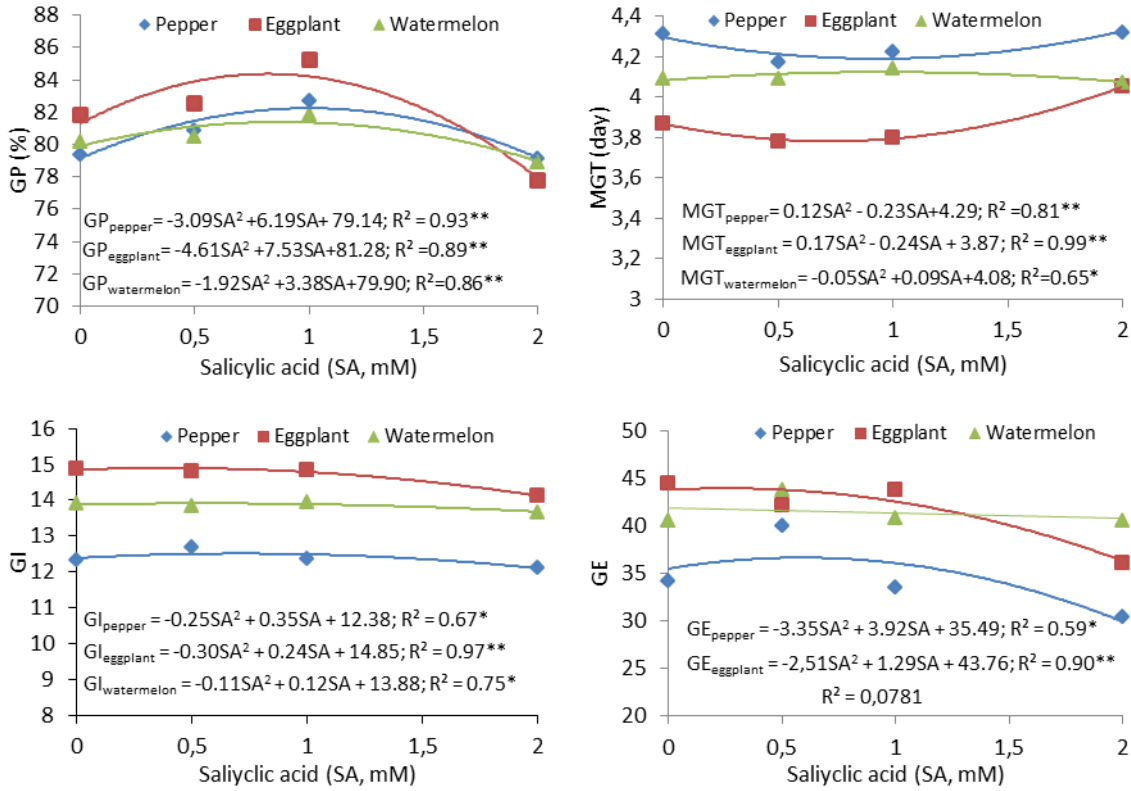 Pepper Eggplant Watermelon
GP (%)
88
86
84
82
80
78
76
74
72
70
GPpepper= -3.09SA² +6.19SA+ 79.14; R² = 0.93**
GPeggplant= -4.61SA² +7.53SA+81.28; R² =0.89**
GPwatermelon= -1.92SA² +3.38SA+79.90; R²=0.86**
0 0,5 1 1,5 2
Salicylic acid (SA, mM)
Pepper Eggplant Watermelon
MGT (day)
4,4
4,2
4
3,8
3,6
3,4
3,2
3
MGTpepper= 0.12SA² - 0.23SA+4.29; R² =0.81**
MGTeggplant= 0.17SA² - 0.24SA + 3.87; R² =0.99**
MGTwatermelon= -0.05SA² +0.09SA+4.08; R²=0.65*
0 0,5 1 1,5 2
Salicyclic acid (SA, mM)
Pepper Eggplant Watermelon
GI
16
15
14
13
12
11
10
9
8
GIpepper= -0.25SA² + 0.35SA + 12.38; R² = 0.67*
GIeggplant= -0.30SA² + 0.24SA + 14.85; R² = 0.97**
GIwatermelon= -0.11SA² + 0.12SA + 13.88; R² = 0.75*
0 0,5 1 1,5 2
Saliyclic acid (SA, mM)
Pepper Eggplant Watermelon
GE
50
45
40
35
30
25
20
GEpepper= -3.35SA² + 3.92SA + 35.49; R² = 0.59*
GEeggplant= -2,51SA² + 1.29SA + 43.76; R² = 0.90**
R² = 0,0781
0 0,5 1 1,5 2
Saliyclic acid (SA, mM)